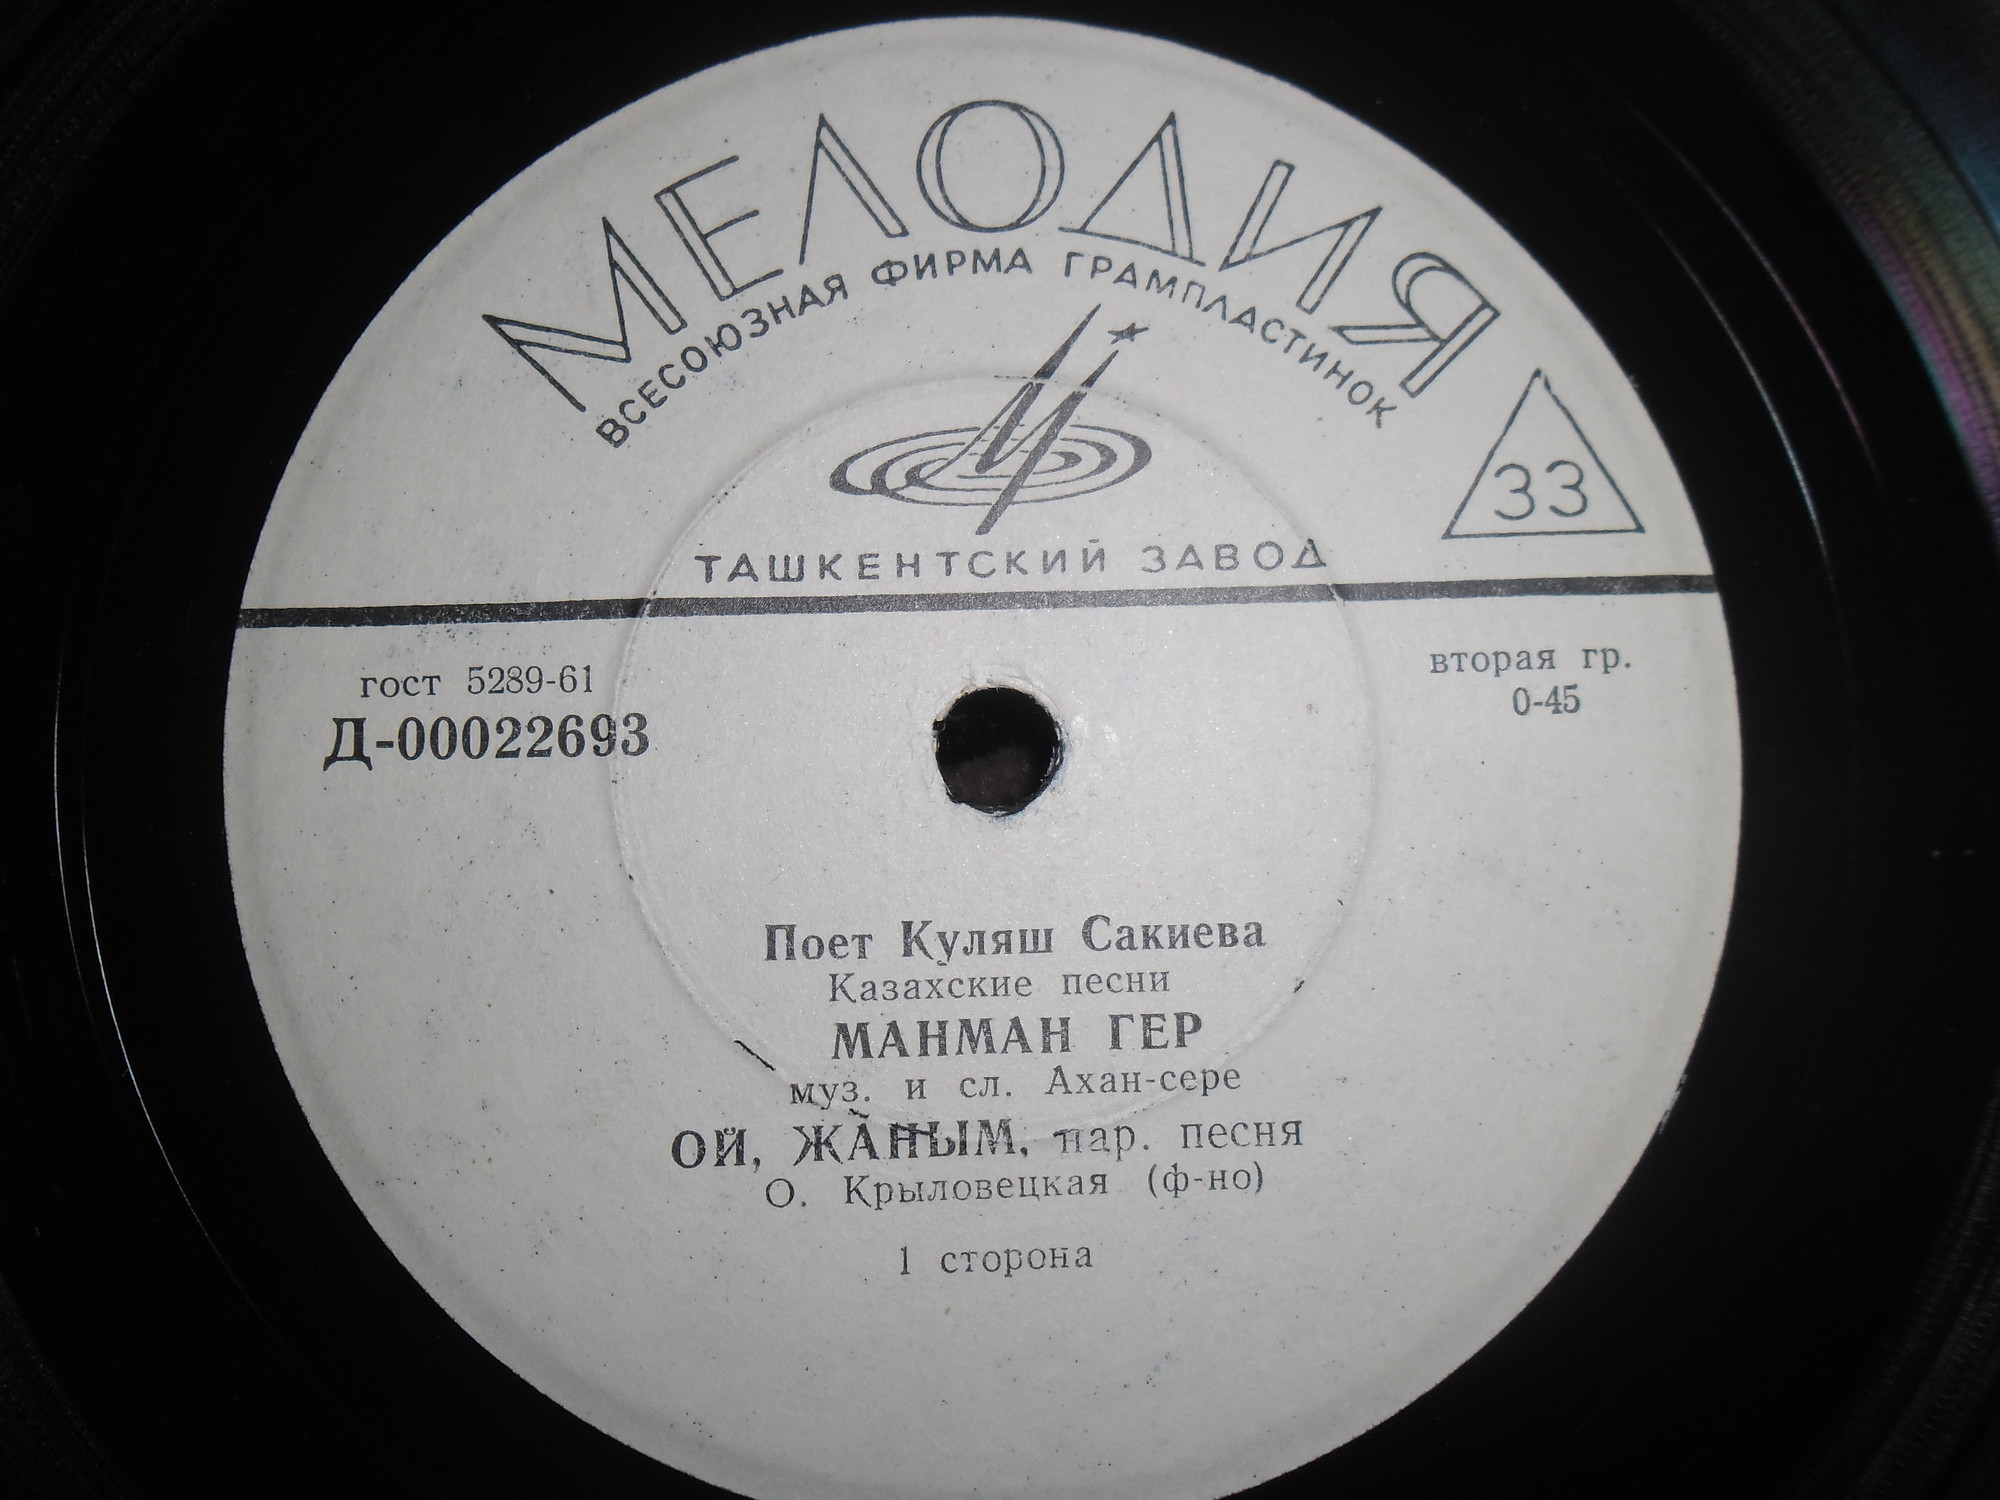 МЕЛОДИЯ
ВСЕСОЮЗНАЯ ФИРМА ГРАМПЛАСТИНОК
33
ТАШКЕНТСКИЙ ЗАВОД
гост 5289-61
Д-00022693
вторая гр.
0-45
Поет Куляш Сакиева
Казахские песни
МАНМАН ГЕР
муз. и сл. Ахан-сере
ОЙ, ЖАНЫМ, нар. песня
О. Крыловецкая (ф-но)
1 сторона